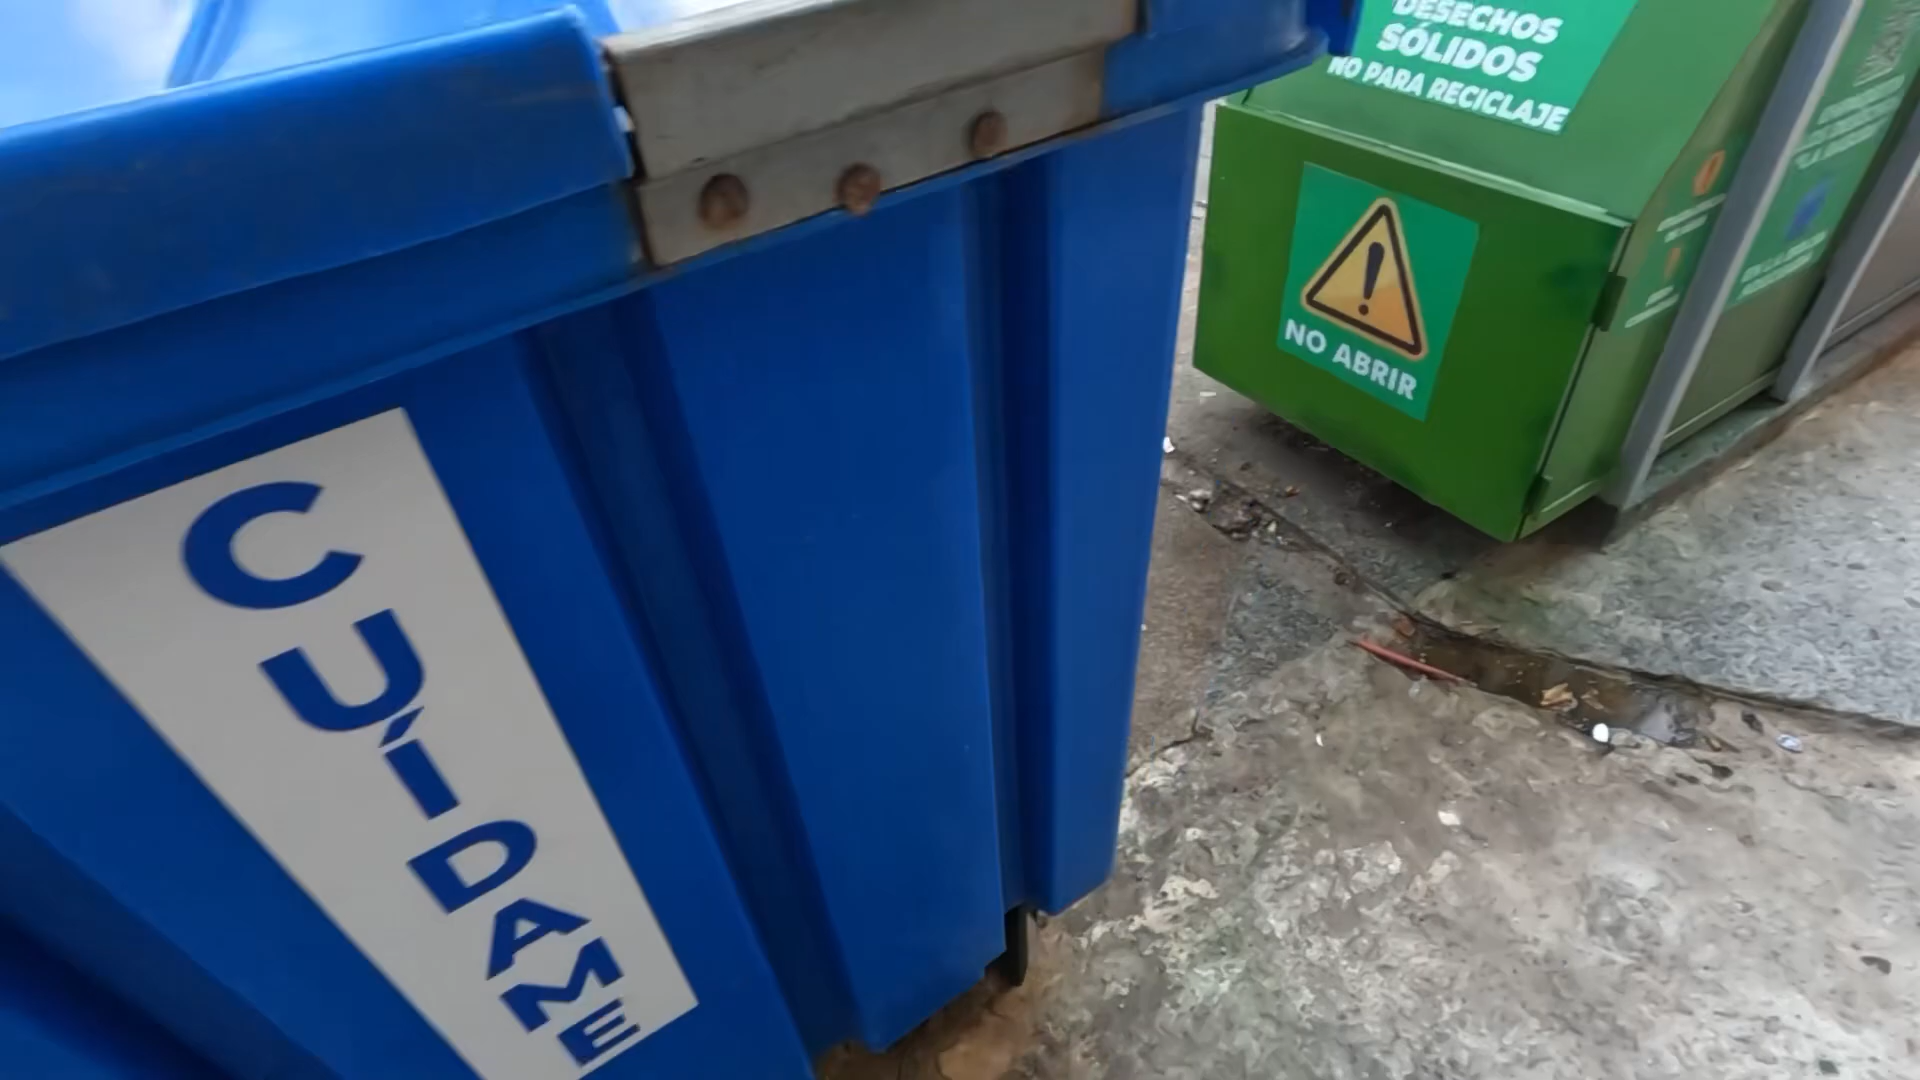 CUÍDAME
DESECHOS
SÓLIDOS
NO PARA RECICLAJE
NO ABRIR